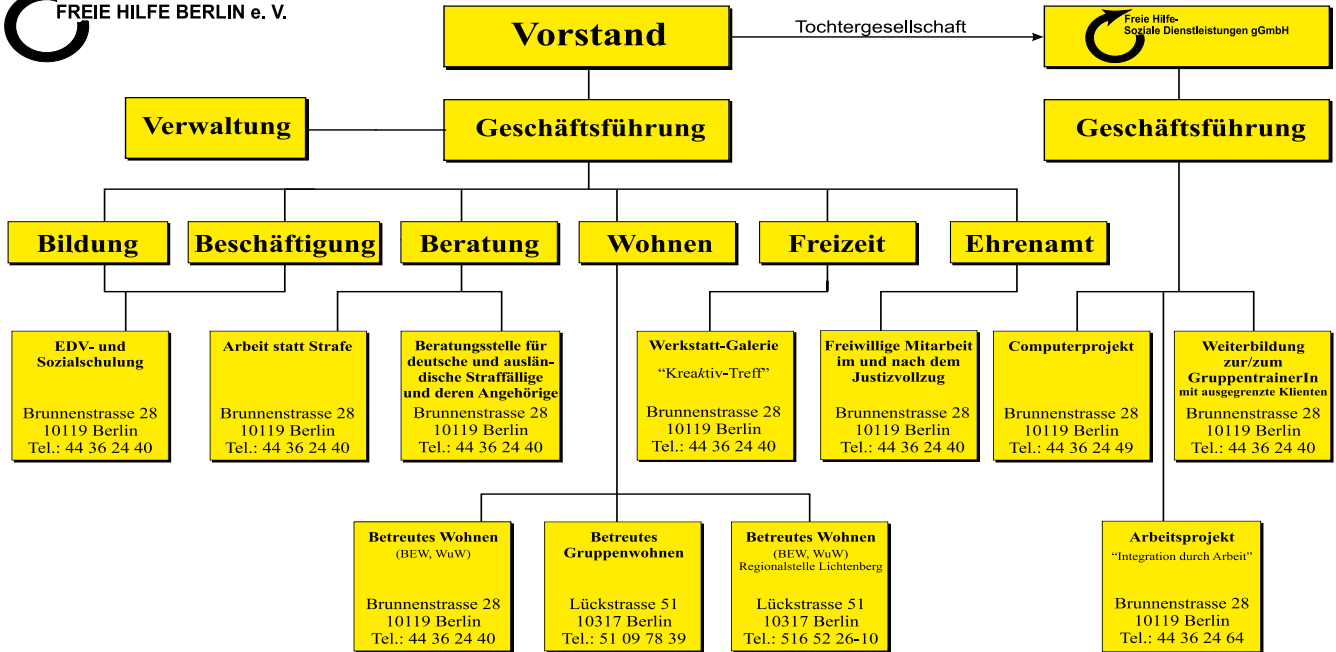 FREIE HILFE BERLIN e. V.
Vorstand
Tochtergesellschaft
Freie Hilfe-
Soziale Dienstleistungen gGmbH
Verwaltung
Geschäftsführung
Geschäftsführung
Bildung
Beschäftigung
Beratung
Wohnen
Freizeit
Ehrenamt
EDV- und
Sozialschulung
Brunnenstrasse 28
10119 Berlin
Tel.: 44 36 24 40
Arbeit statt Strafe
Brunnenstrasse 28
10119 Berlin
Tel.: 44 36 24 40
Beratungsstelle für
deutsche und auslän-
dische Straffällige
und deren Angehörige
Brunnenstrasse 28
10119 Berlin
Tel.: 44 36 24 40
Werkstatt-Galerie
“Kreaktiv-Treff”
Brunnenstrasse 28
10119 Berlin
Tel.: 44 36 24 40
Freiwillige Mitarbeit
im und nach dem
Justizvollzug
Brunnenstrasse 28
10119 Berlin
Tel.: 44 36 24 40
Computerprojekt
Brunnenstrasse 28
10119 Berlin
Tel.: 44 36 24 49
Weiterbildung
zur/zum
GruppentrainerIn
mit ausgegrenzte Klienten
Brunnenstrasse 28
10119 Berlin
Tel.: 44 36 24 40
Betreutes Wohnen
(BEW, WuW)
Brunnenstrasse 28
10119 Berlin
Tel.: 44 36 24 40
Betreutes
Gruppenwohnen
Lückstrasse 51
10317 Berlin
Tel.: 51 09 78 39
Betreutes Wohnen
(BEW, WuW)
Regionalstelle Lichtenberg
Lückstrasse 51
10317 Berlin
Tel.: 516 52 26-10
Arbeitsprojekt
“Integration durch Arbeit”
Brunnenstrasse 28
10119 Berlin
Tel.: 44 36 24 64